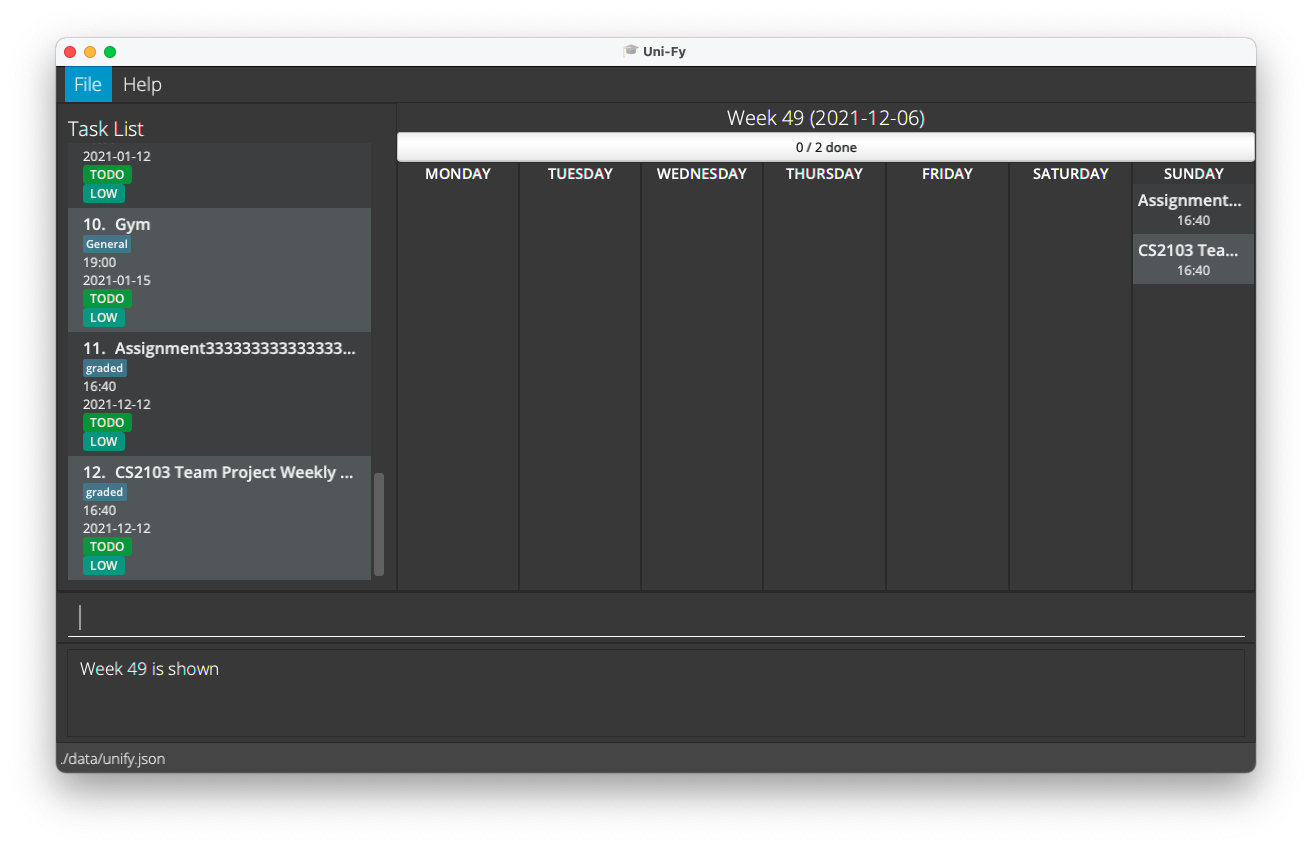 Uni-Fy
File Help
Task List
2021-01-12
TODO
LOW
10. Gym
General
19:00
2021-01-15
TODO
LOW
11. Assignment333333333333333...
graded
16:40
2021-12-12
TODO
LOW
12. CS2103 Team Project Weekly ...
graded
16:40
2021-12-12
TODO
LOW
Week 49 (2021-12-06)
0 / 2 done
MONDAY TUESDAY WEDNESDAY THURSDAY FRIDAY SATURDAY SUNDAY
Assignment...
16:40
CS2103 Tea...
16:40
Week 49 is shown
./data/unify.json